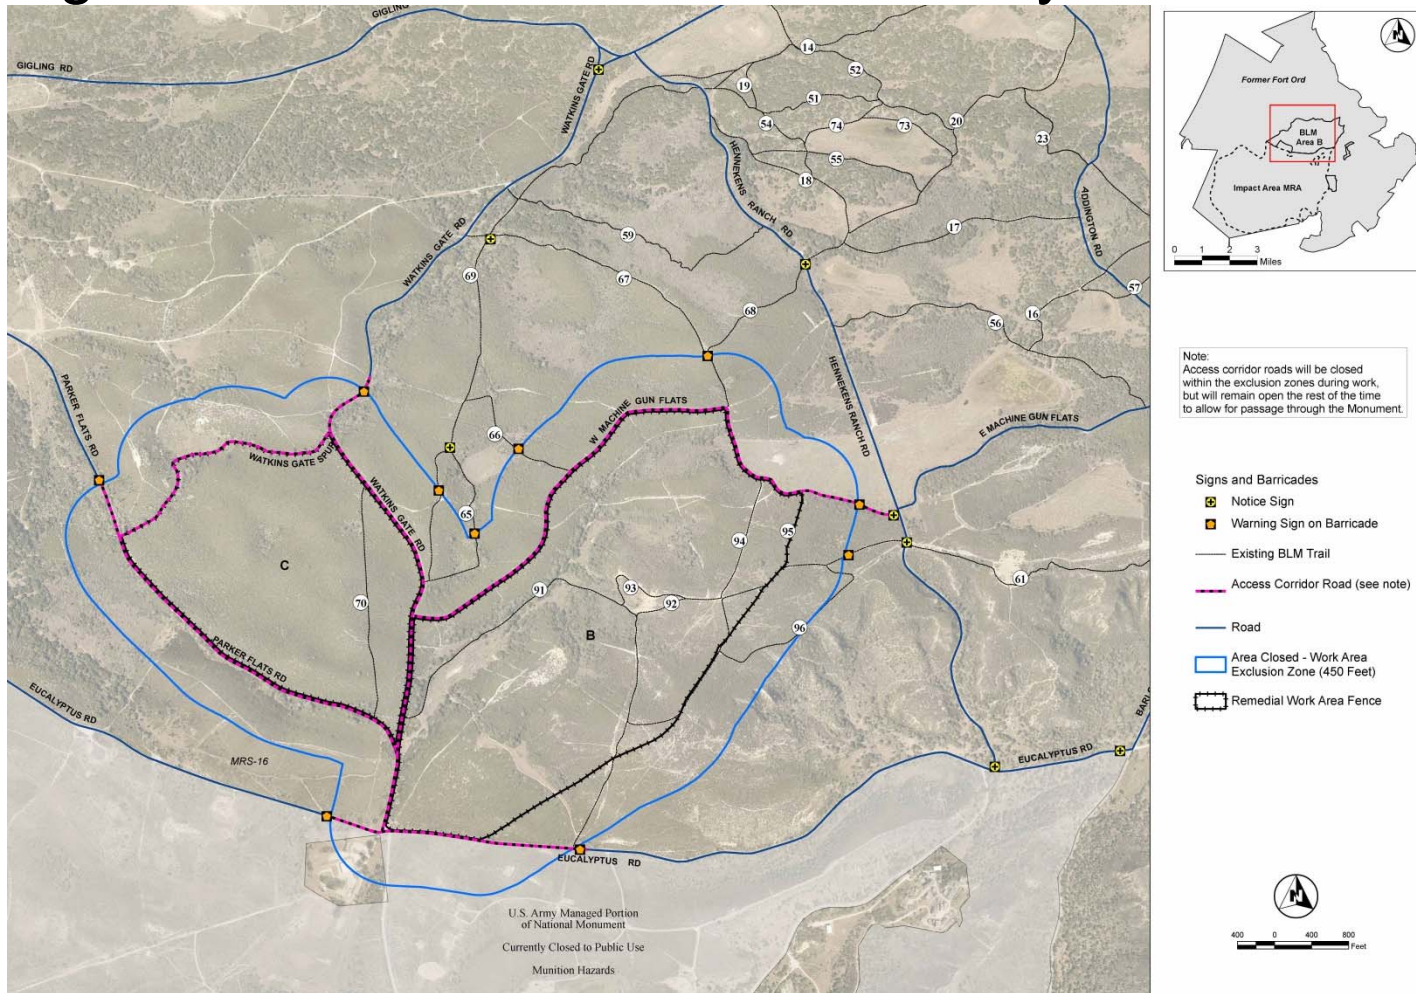 GIGLING
GIGLING RD
WATKINS GATE RD
14
52
19
51
54
74
73
20
23
55
18
HENNEKENS RANCH RD
ADDINGTON RD
17
59
WATKINS GATE RD
69
67
57
68
16
56
PARKER FLATS RD
HENNEKENS RANCH RD
W MACHINE GUN FLATS
E MACHINE GUN FLATS
66
WATKINS GATE SPUR
WATKINS GATE RD
65
94
95
C
61
91
93
92
70
B
96
PARKER FLATS RD
EUCALYPTUS RD
MRS-16
EUCALYPTUS RD
EUCALYPTUS RD
U.S. Army Managed Portion
of National Monument
Currently Closed to Public Use
Munition Hazards
N
Former Fort Ord
BLM
Area B
Impact Area MRA
0 1 2 3
Miles
Note:
Access corridor roads will be closed
within the exclusion zones during work,
but will remain open the rest of the time
to allow for passage through the Monument.
Signs and Barricades
Notice Sign
Warning Sign on Barricade
Existing BLM Trail
Access Corridor Road (see note)
Road
Area Closed - Work Area
Exclusion Zone (450 Feet)
Remedial Work Area Fence
N
400 0 400 800
Feet